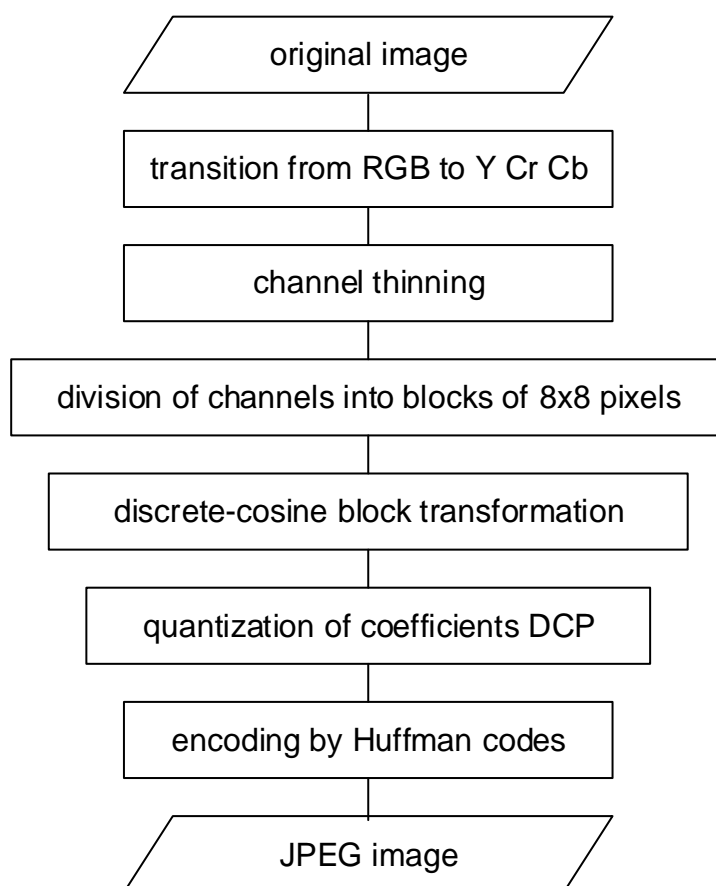 original image
transition from RGB to Y Cr Cb
channel thinning
division of channels into blocks of 8x8 pixels
discrete-cosine block transformation
quantization of coefficients DCP
encoding by Huffman codes
JPEG image